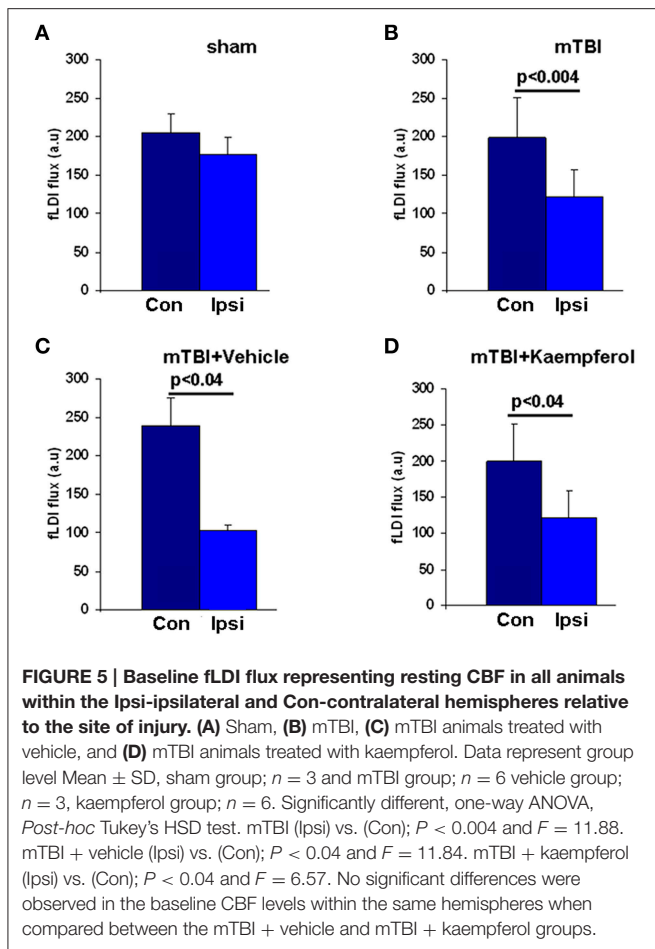 A
sham
fLDI flux (a.u)
300
250
200
150
100
50
0
Con Ipsi
B
mTBI
p<0.004
fLDI flux (a.u)
300
250
200
150
100
50
0
Con Ipsi
C
mTBI+Vehicle
p<0.04
fLDI flux (a.u)
300
250
200
150
100
50
0
Con Ipsi
D
mTBI+Kaempferol
p<0.04
fLDI flux (a.u)
300
250
200
150
100
50
0
Con Ipsi
FIGURE 5 | Baseline fLDI flux representing resting CBF in all animals
within the Ipsi-ipsilateral and Con-contralateral hemispheres relative
to the site of injury. (A) Sham, (B) mTBI, (C) mTBI animals treated with
vehicle, and (D) mTBI animals treated with kaempferol. Data represent group
level Mean ± SD, sham group; n = 3 and mTBI group; n = 6 vehicle group;
n = 3, kaempferol group; n = 6. Significantly different, one-way ANOVA,
Post-hoc Tukey's HSD test. mTBI (Ipsi) vs. (Con); P < 0.004 and F = 11.88.
mTBI + vehicle (Ipsi) vs. (Con); P < 0.04 and F = 11.84. mTBI + kaempferol
(Ipsi) vs. (Con); P < 0.04 and F = 6.57. No significant differences were
observed in the baseline CBF levels within the same hemispheres when
compared between the mTBI + vehicle and mTBI + kaempferol groups.